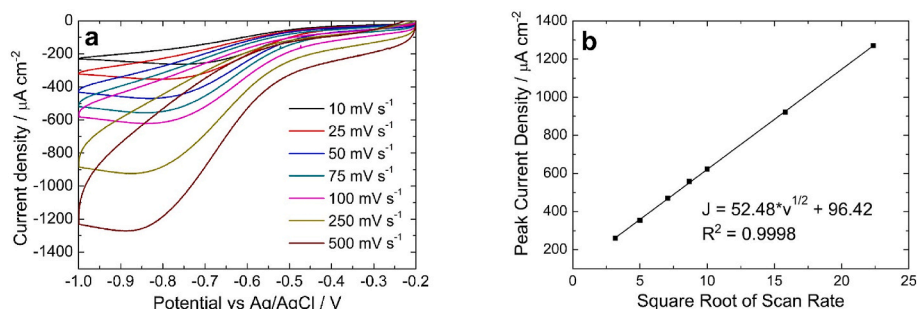 a
0
-200
-400
-600
-800
-1000
-1200
-1400
Current density / μA cm-2
10 mV s-1
25 mV s-1
50 mV s-1
75 mV s-1
100 mV s-1
250 mV s-1
500 mV s-1
-1.0 -0.9 -0.8 -0.7 -0.6 -0.5 -0.4 -0.3 -0.2
Potential vs Ag/AgCl / V
b
1400
1200
1000
800
600
400
200
Peak Current Density / μA cm-2
J = 52.48*v1/2 + 96.42
R2 = 0.9998
0 5 10 15 20 25
Square Root of Scan Rate